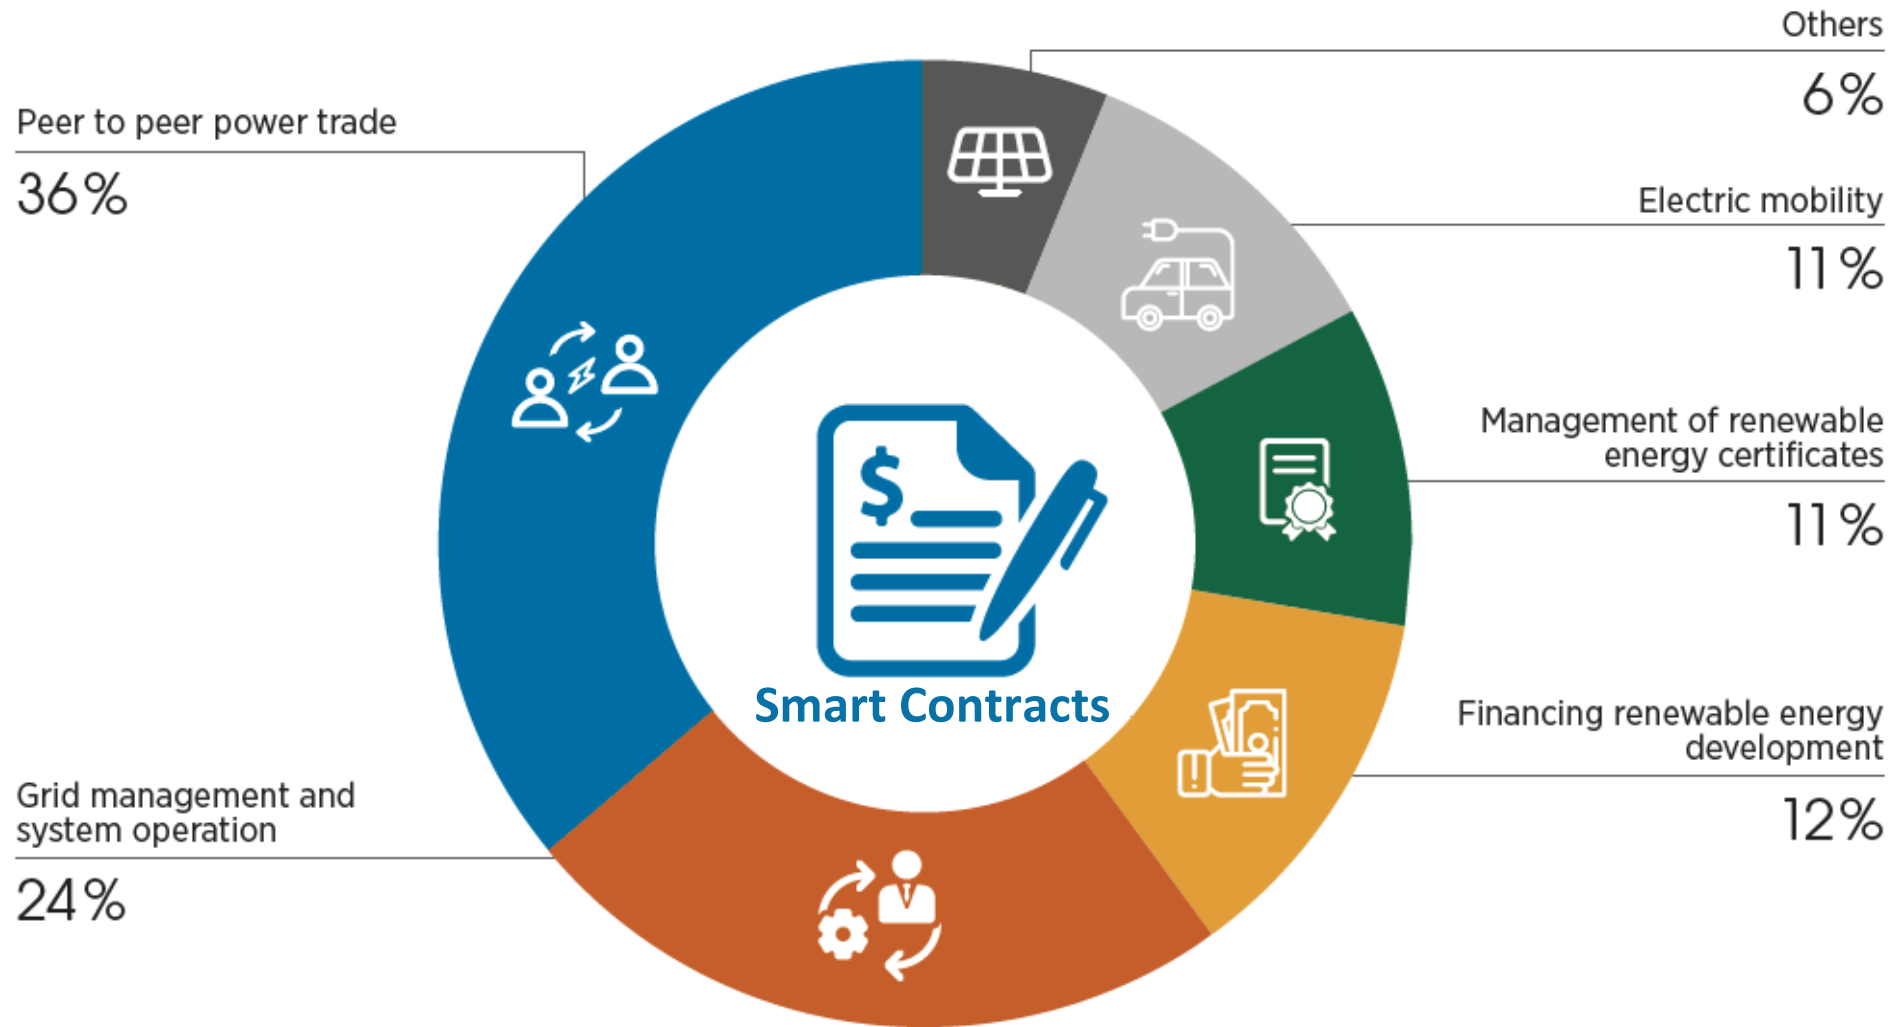 Others
6%
Peer to peer power trade
36%
Electric mobility
11%
Management of renewable
energy certificates
11%
$
Smart Contracts
Financing renewable energy
development
12%
Grid management and
system operation
24%